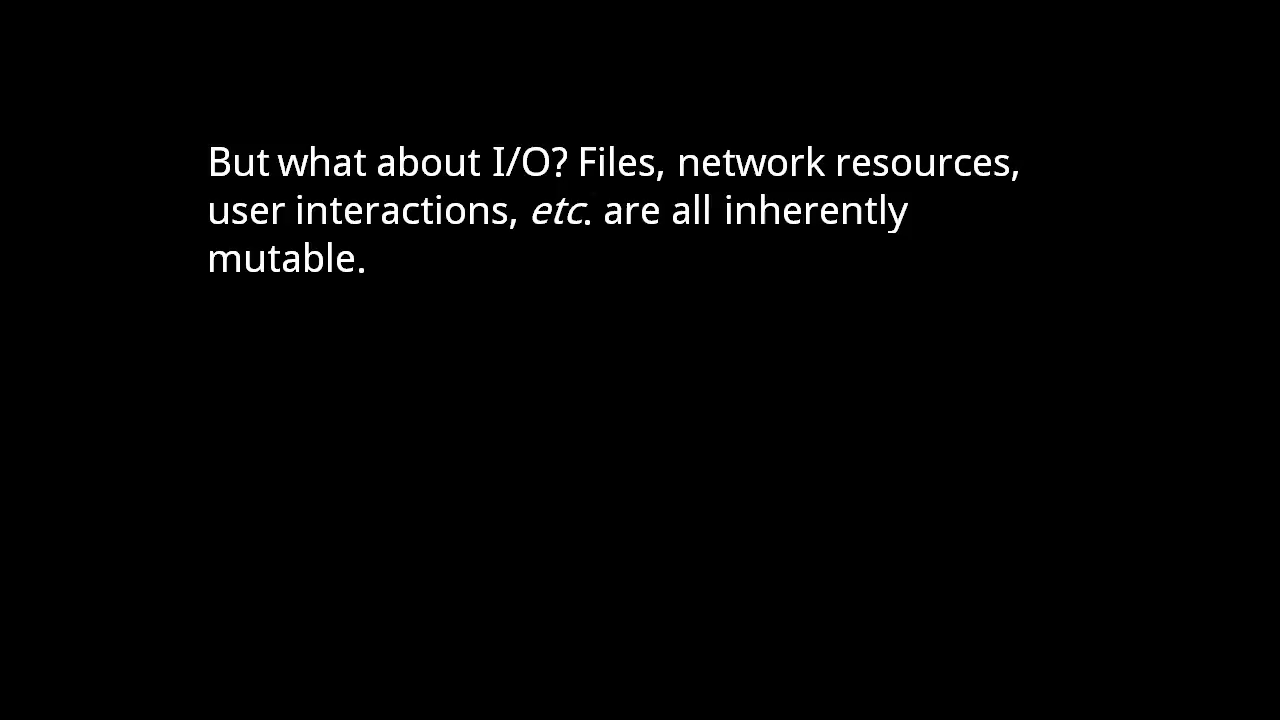 But what about I/O? Files, network resources,
user interactions, etc. are all inherently
mutable.